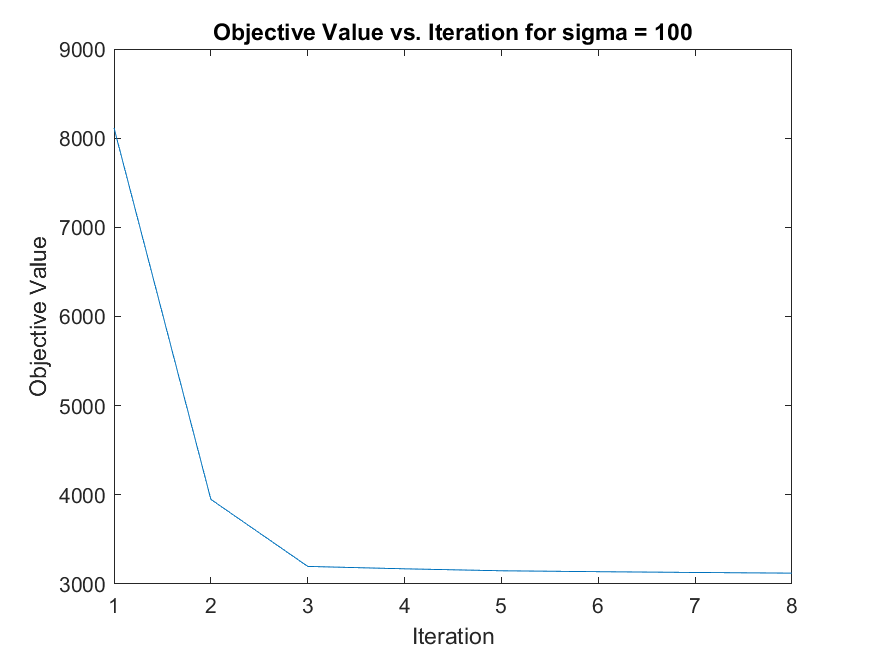 Objective Value vs. Iteration for sigma = 100
9000
8000
7000
6000
5000
4000
3000
Objective Value
1 2 3 4 5 6 7 8
Iteration